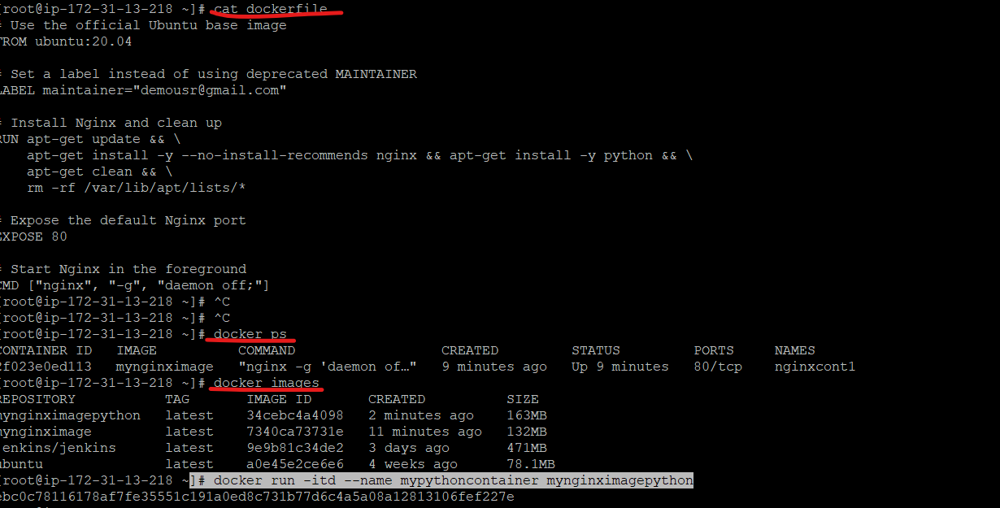 [root@ip-172-31-13-218 ~]# cat dockerfile
# Use the official Ubuntu base image
FROM ubuntu:20.04
# Set a label instead of using deprecated MAINTAINER
LABEL maintainer="demousr@gmail.com"
# Install Nginx and clean up
RUN apt-get update && \
apt-get install -y --no-install-recommends nginx && apt-get install -y python && \
apt-get clean && \
rm -rf /var/lib/apt/lists/*
# Expose the default Nginx port
EXPOSE 80
# Start Nginx in the foreground
CMD ["nginx", "-g", "daemon off;"]
[root@ip-172-31-13-218 ~]# ^C
[root@ip-172-31-13-218 ~]# ^C
[root@ip-172-31-13-218 ~]# docker ps
CONTAINER ID IMAGE COMMAND CREATED STATUS PORTS NAMES
2f023e0ed113 mynginximage "nginx -g 'daemon of…" 9 minutes ago Up 9 minutes 80/tcp nginxcont1
[root@ip-172-31-13-218 ~]# docker images
REPOSITORY TAG IMAGE ID CREATED SIZE
mynginximagepython latest 34cebc4a4098 2 minutes ago 163MB
mynginximage latest 7340ca73731e 11 minutes ago 132MB
jenkins/jenkins latest 9e9b81c34de2 3 days ago 471MB
ubuntu latest a0e45e2ce6e6 4 weeks ago 78.1MB
[root@ip-172-31-13-218 ~]# docker run -itd --name mypythoncontainer mynginximagepython
ebc0c78116178af7fe35551c191a0ed8c731b77d6c4a5a08a12813106fef227e